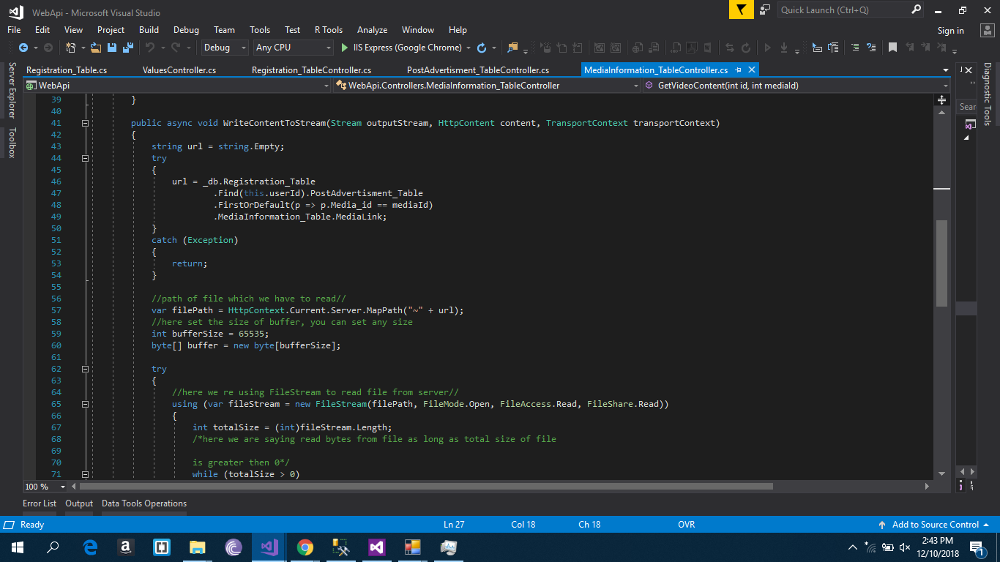 WebApi - Microsoft Visual Studio
Quick Launch (Ctrl+Q)
File Edit View Project Build Debug Team Tools Test R Tools Analyze Window Help
Sign in
Debug Any CPU IIS Express (Google Chrome)
Server Explorer
Toolbox
Registration_Table.cs ValuesController.cs Registration_TableController.cs PostAdvertisment_TableController.cs MediaInformation_TableController.cs
WebApi WebApi.Controllers.MediaInformation_TableController GetVideoContent(int id, int mediaId)
39 }
40
41 public async void WriteContentToStream(Stream outputStream, HttpContent content, TransportContext transportContext)
42 {
43 string url = string.Empty;
44 try
45 {
46 url = _db.Registration_Table
47 .Find(this.userId).PostAdvertisment_Table
48 .FirstOrDefault(p => p.Media_id == mediaId)
49 .MediaInformation_Table.MediaLink;
50 }
51 catch (Exception)
52 {
53 return;
54 }
55
56 //path of file which we have to read//
57 var filePath = HttpContext.Current.Server.MapPath("~" + url);
58 //here set the size of buffer, you can set any size
59 int bufferSize = 65535;
60 byte[] buffer = new byte[bufferSize];
61
62 try
63 {
64 //here we re using FileStream to read file from server//
65 using (var fileStream = new FileStream(filePath, FileMode.Open, FileAccess.Read, FileShare.Read))
66 {
67 int totalSize = (int)fileStream.Length;
68 /*here we are saying read bytes from file as long as total size of file
69
70 is greater then 0*/
71 while (totalSize > 0)
Sear
Diagnostic Tools
100 %
Error List Output Data Tools Operations
Ready Ln 27 Col 18 Ch 18 OVR Add to Source Control
2:43 PM
12/10/2018
1